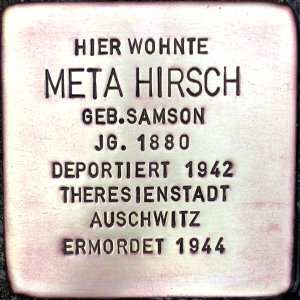 HIER WOHNTE
META HIRSCH
GEB.SAMSON
JG. 1880
DEPORTIERT 1942
THERESIENSTADT
AUSCHWITZ
ERMORDET 1944